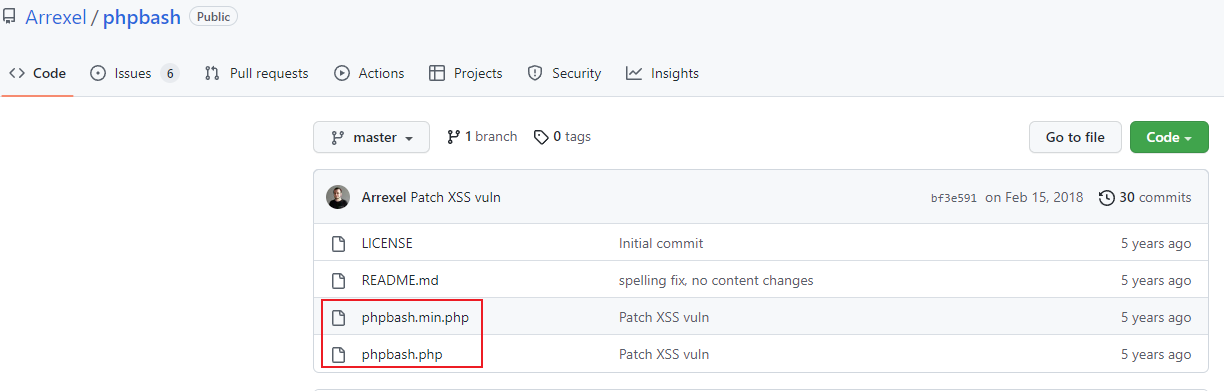 Arrexel / phpbash Public
Code Issues 6 Pull requests Actions Projects Security Insights
master 1 branch 0 tags Go to file Code
Arrexel Patch XSS vuln bf3e591 on Feb 15, 2018 30 commits
LICENSE Initial commit 5 years ago
README.md spelling fix, no content changes 5 years ago
phpbash.min.php Patch XSS vuln 5 years ago
phpbash.php Patch XSS vuln 5 years ago